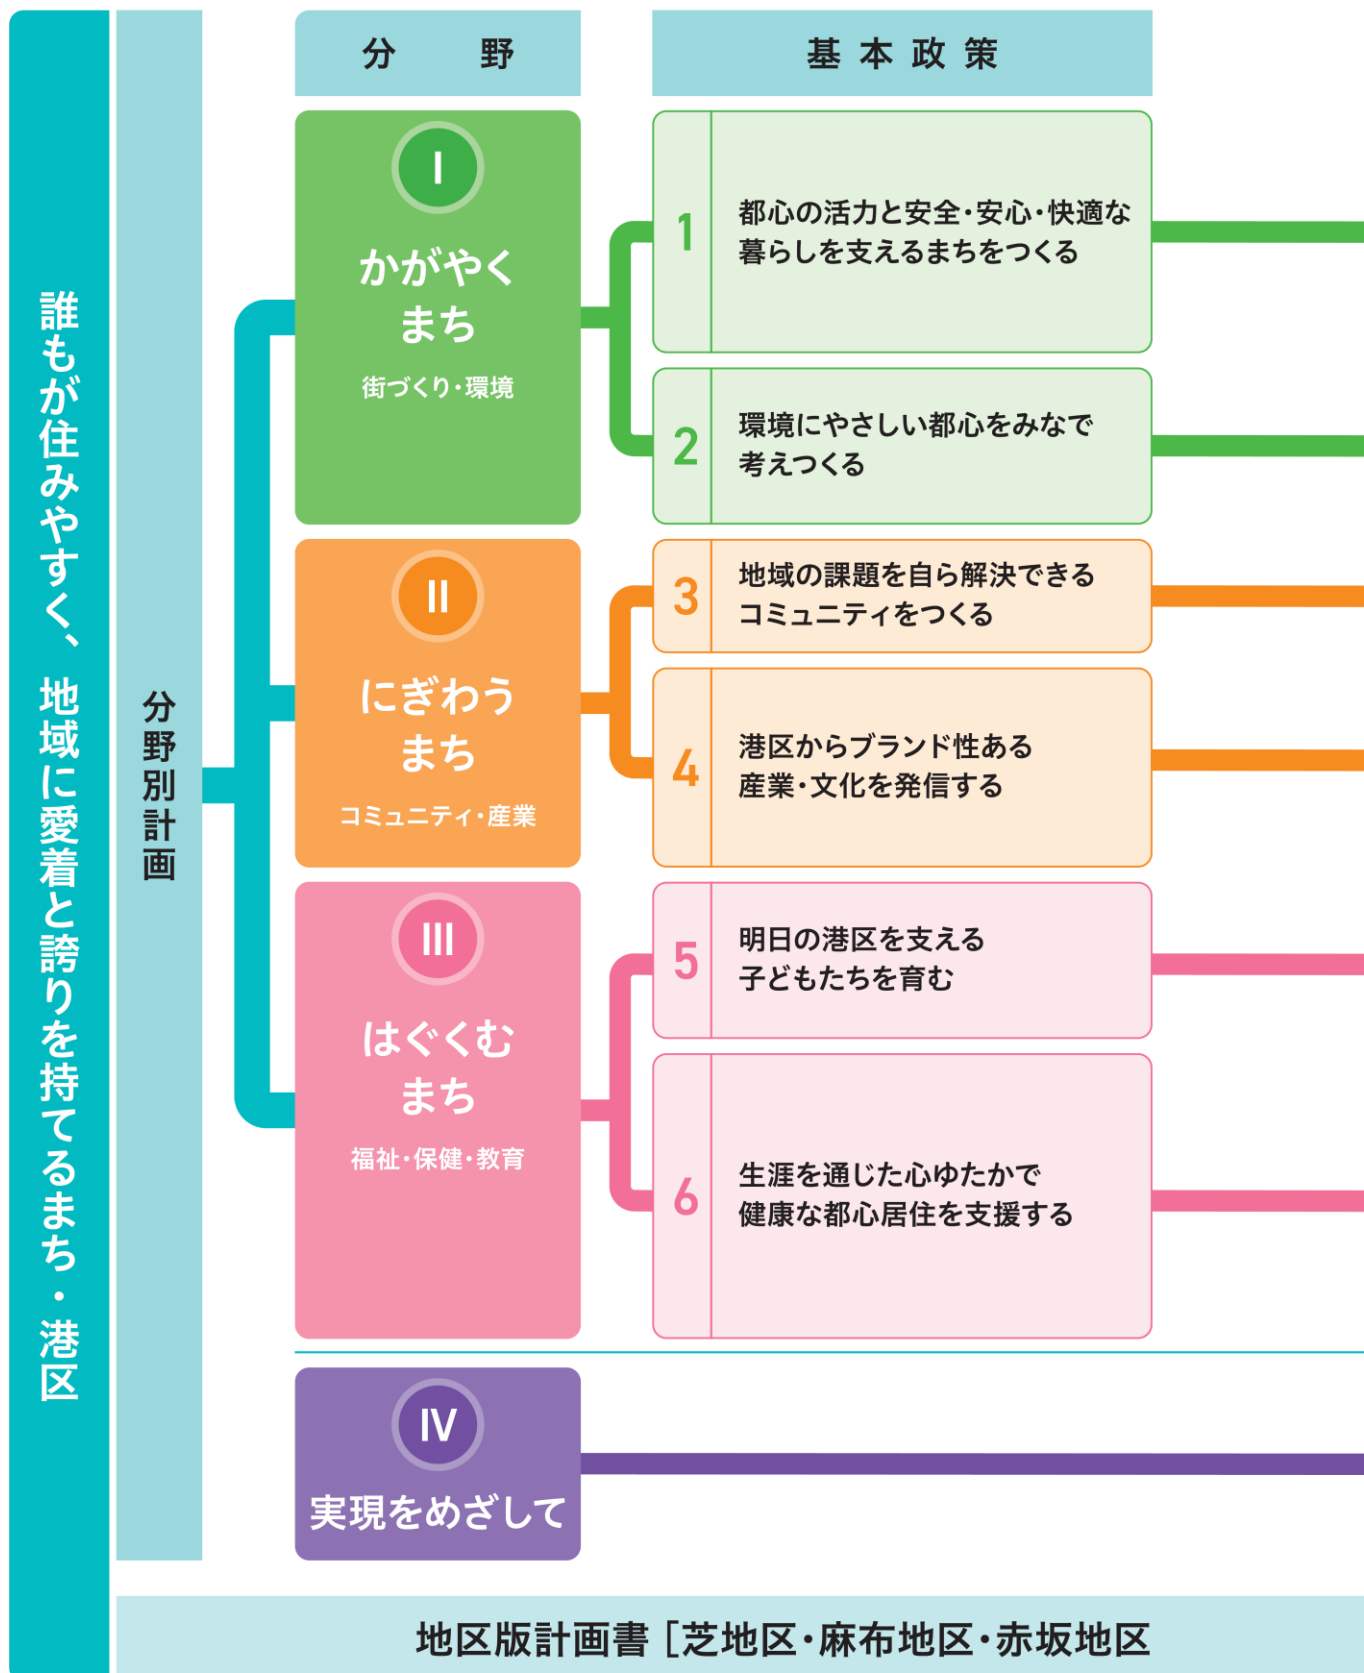 誰もが住みやすく、地域に愛着と誇りを持てるまち・港区
分野別計画
分野
基本政策
I
かがやく
まち
街づくり・環境
1
都心の活力と安全・安心・快適な
暮らしを支えるまちをつくる
2
環境にやさしい都心をみなで
考えつくる
II
にぎわう
まち
コミュニティ・産業
3
地域の課題を自ら解決できる
コミュニティをつくる
4
港区からブランド性ある
産業・文化を発信する
III
はぐくむ
まち
福祉・保健・教育
5
明日の港区を支える
子どもたちを育む
6
生涯を通じた心ゆたかで
健康な都心居住を支援する
IV
実現をめざして
地区版計画書［芝地区・麻布地区・赤坂地区